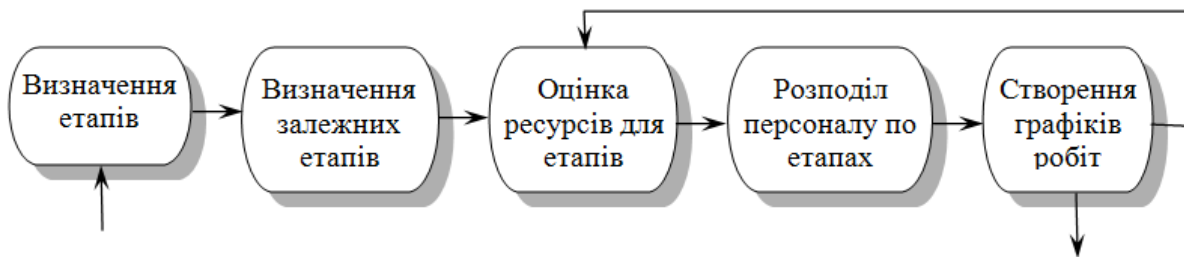 Визначення
етапів
Визначення
залежних
етапів
Оцінка
ресурсів для
етапів
Розподіл
персоналу по
етапах
Створення
графіків
робіт